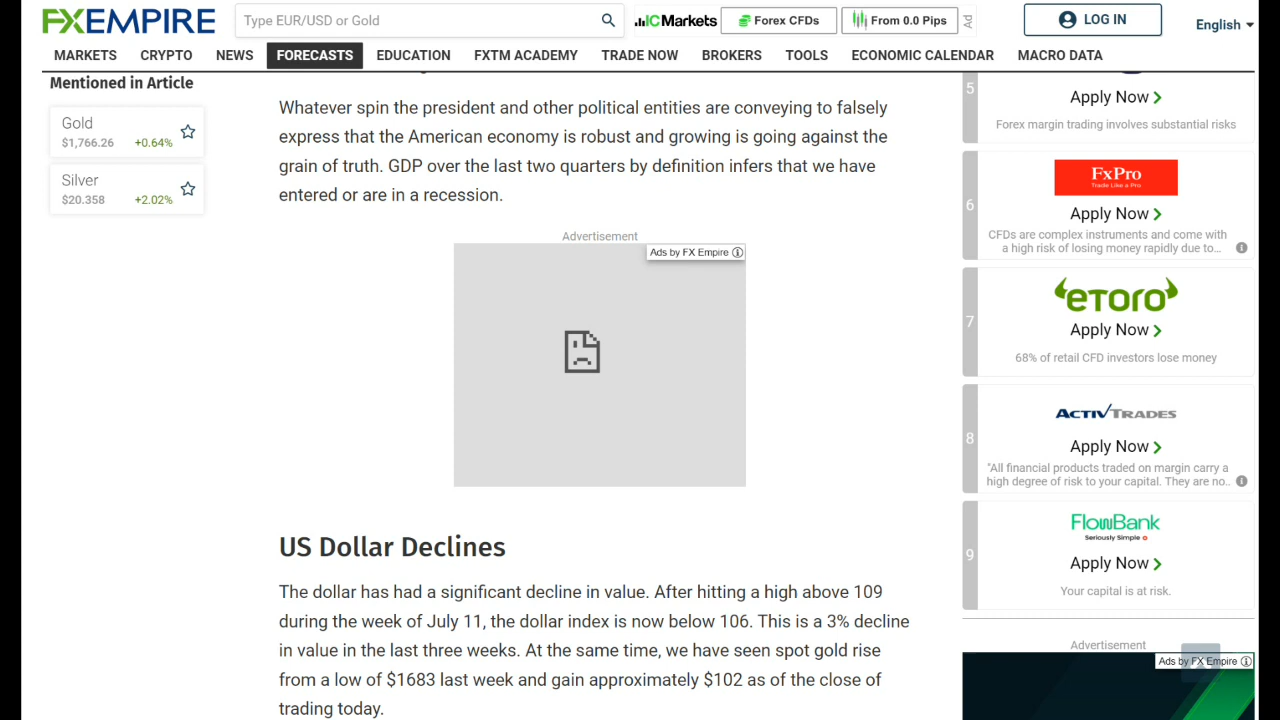 FXEMPIRE
Type EUR/USD or Gold
ICMarkets
Forex CFDs
From 0.0 Pips
Ad
LOG IN
English
MARKETS CRYPTO NEWS FORECASTS EDUCATION FXTM ACADEMY TRADE NOW BROKERS TOOLS ECONOMIC CALENDAR MACRO DATA
Mentioned in Article
Gold
$1,766.26 +0.64%
Silver
$20.358 +2.02%
Whatever spin the president and other political entities are conveying to falsely
express that the American economy is robust and growing is going against the
grain of truth. GDP over the last two quarters by definition infers that we have
entered or are in a recession.
Advertisement
Ads by FX Empire
US Dollar Declines
The dollar has had a significant decline in value. After hitting a high above 109
during the week of July 11, the dollar index is now below 106. This is a 3% decline
in value in the last three weeks. At the same time, we have seen spot gold rise
from a low of $1683 last week and gain approximately $102 as of the close of
trading today.
5
Apply Now
Forex margin trading involves substantial risks
6
FxPro
Trade Like a Pro
Apply Now
CFDs are complex instruments and come with
a high risk of losing money rapidly due to...
7
eToro
Apply Now
68% of retail CFD investors lose money
8
ACTIVTRADES
Apply Now
"All financial products traded on margin carry a
high degree of risk to your capital. They are no..
9
FlowBank
Seriously Simple
Apply Now
Your capital is at risk.
Advertisement
Ads by FX Empire